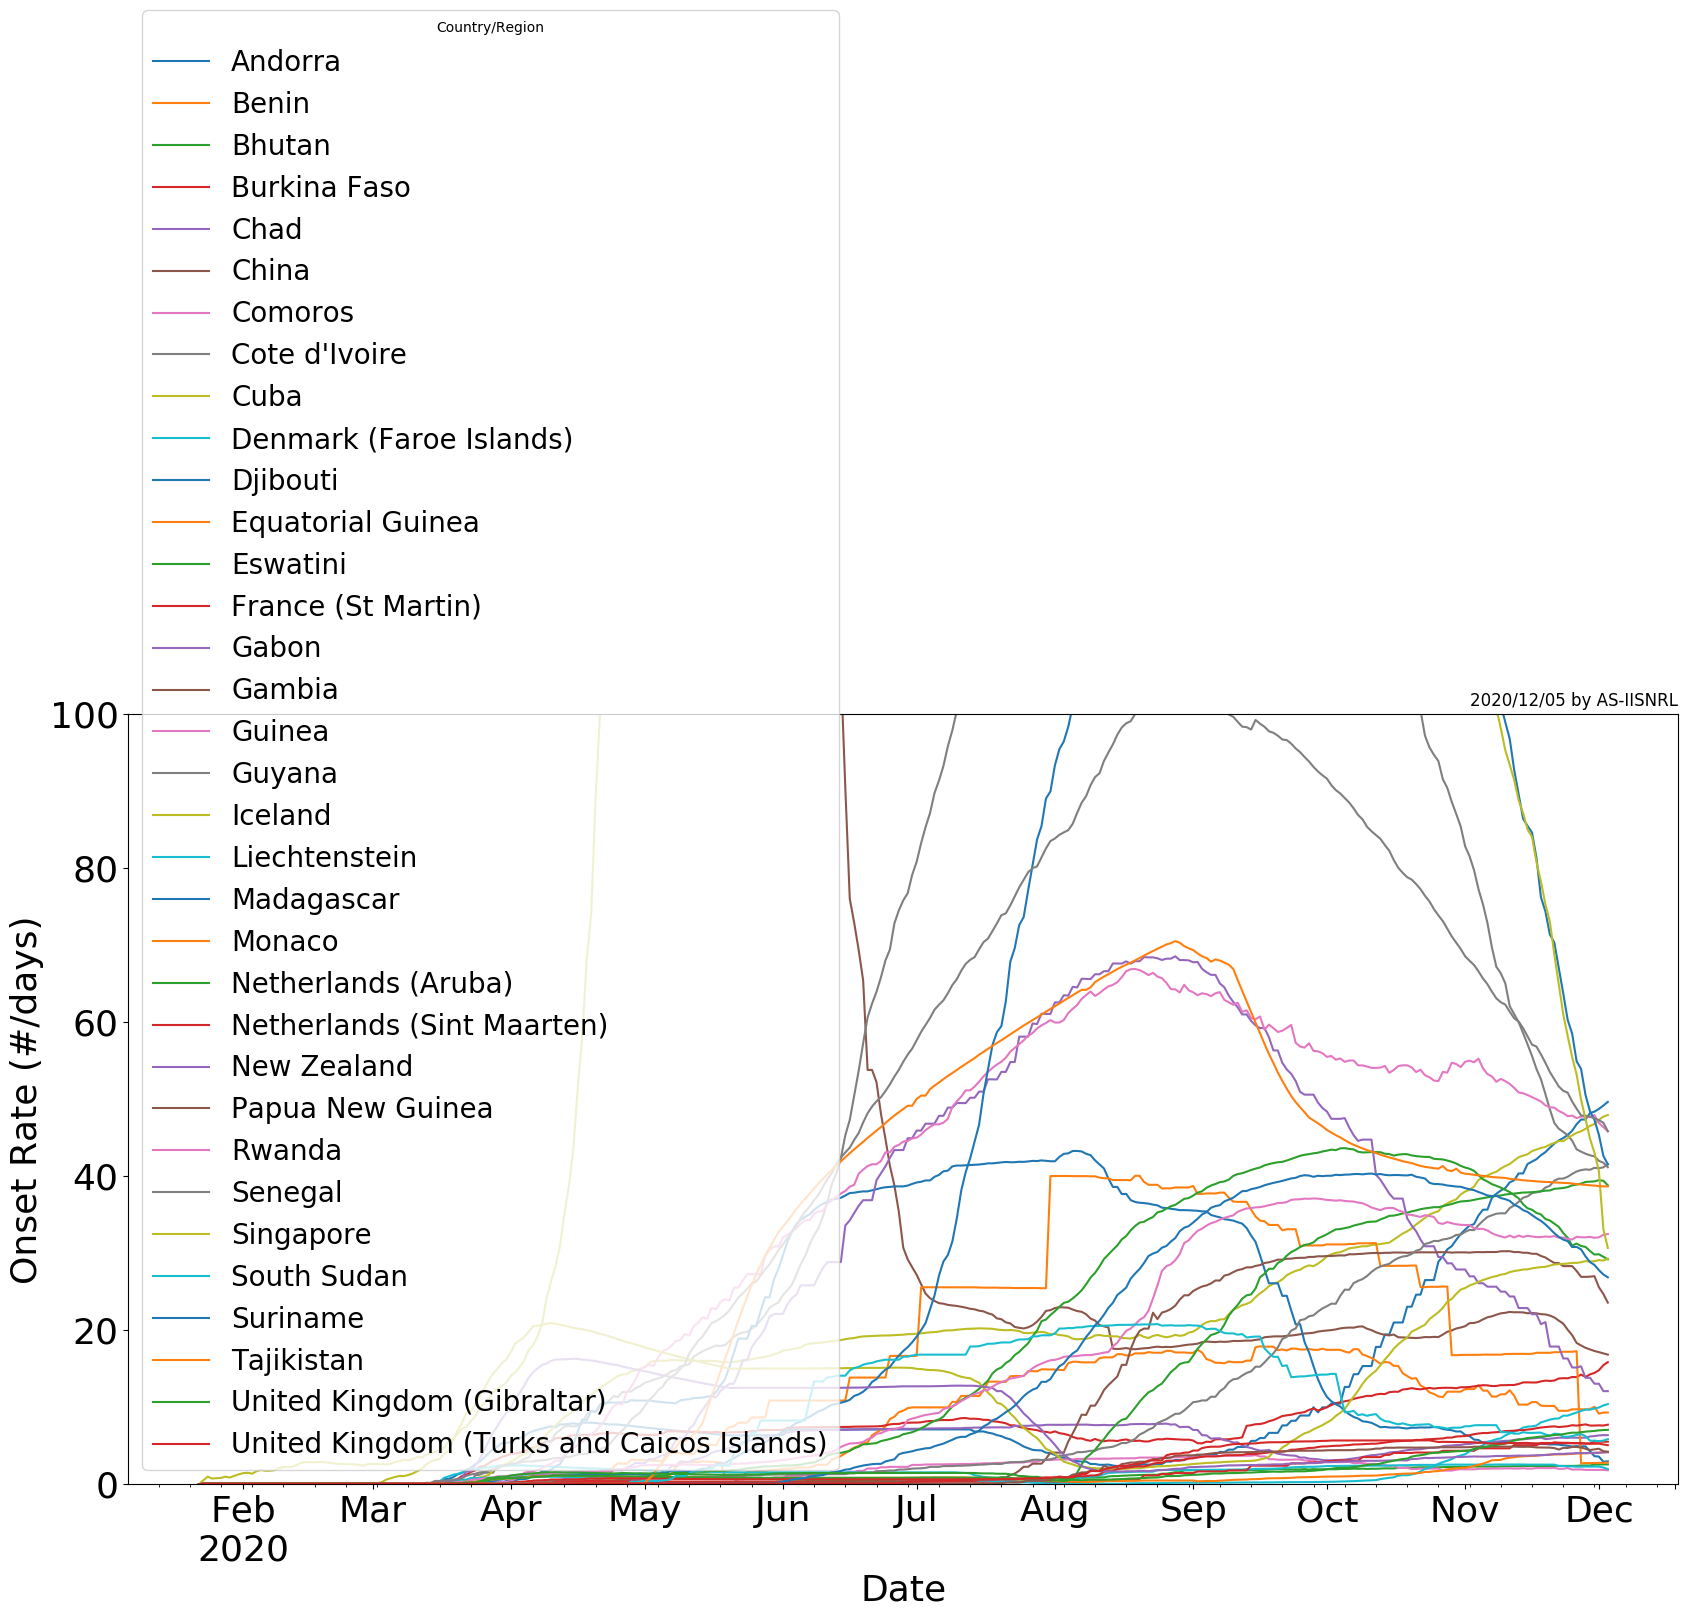 Country/Region
Andorra
Benin
Bhutan
Burkina Faso
Chad
China
Comoros
Cote d'Ivoire
Cuba
Denmark (Faroe Islands)
Djibouti
Equatorial Guinea
Eswatini
France (St Martin)
Gabon
Gambia
Guinea
Guyana
Iceland
Liechtenstein
Madagascar
Monaco
Netherlands (Aruba)
Netherlands (Sint Maarten)
New Zealand
Papua New Guinea
Rwanda
Senegal
Singapore
South Sudan
Suriname
Tajikistan
United Kingdom (Gibraltar)
United Kingdom (Turks and Caicos Islands)
2020/12/05 by AS-IISNRL
Onset Rate (#/days)
100
80
60
40
20
0
Feb Mar Apr May Jun Jul Aug Sep Oct Nov Dec
2020
Date